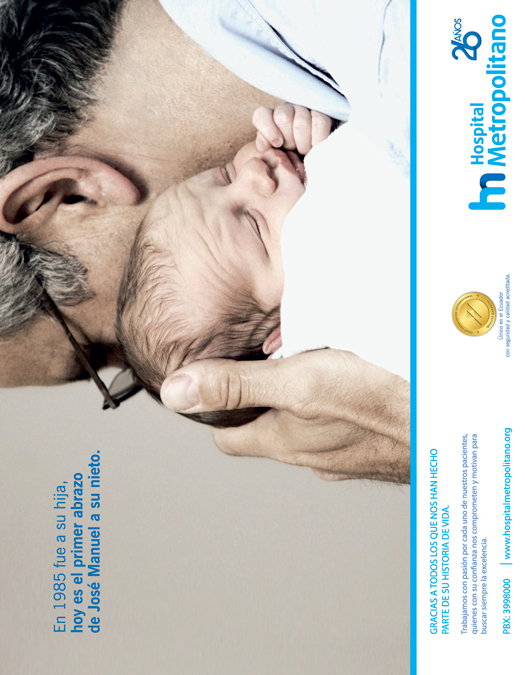 En 1985 fue a su hija,
hoy es el primer abrazo
de José Manuel a su nieto.
GRACIAS A TODOS LOS QUE NOS HAN HECHO
PARTE DE SU HISTORIA DE VIDA.
Trabajamos con pasión por cada uno de nuestros pacientes,
quienes con su confianza nos comprometen y motivan para
buscar siempre la excelencia.
PBX: 3998000 | www.hospitalmetropolitano.org
Único en el Ecuador
con seguridad y calidad acreditada.
26 AÑOS
hm Hospital
Metropolitano